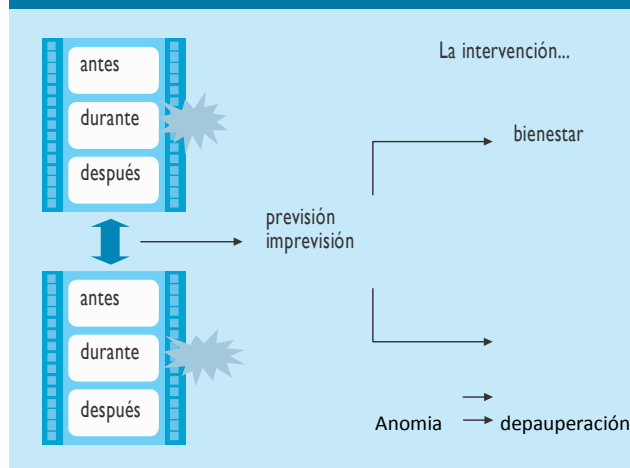 La intervención...
antes
durante
después
bienestar
previsión
imprevisión
antes
durante
después
Anomia depauperación